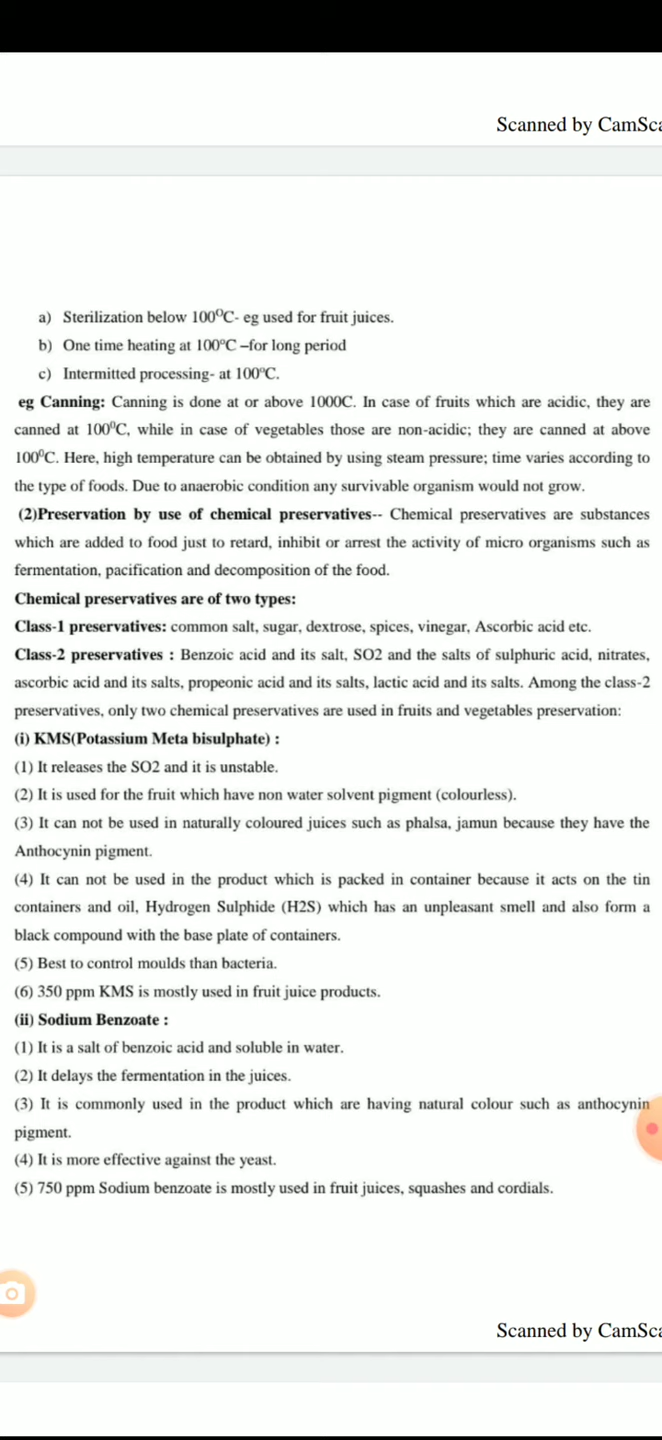 Scanned by CamSca
a) Sterilization below 100⁰C- eg used for fruit juices.
b) One time heating at 100°C –for long period
c) Intermitted processing- at 100°C.
eg Canning: Canning is done at or above 1000C. In case of fruits which are acidic, they are
canned at 100⁰C, while in case of vegetables those are non-acidic; they are canned at above
100⁰C. Here, high temperature can be obtained by using steam pressure; time varies according to
the type of foods. Due to anaerobic condition any survivable organism would not grow.
(2)Preservation by use of chemical preservatives-- Chemical preservatives are substances
which are added to food just to retard, inhibit or arrest the activity of micro organisms such as
fermentation, pacification and decomposition of the food.
Chemical preservatives are of two types:
Class-1 preservatives: common salt, sugar, dextrose, spices, vinegar, Ascorbic acid etc.
Class-2 preservatives : Benzoic acid and its salt, SO2 and the salts of sulphuric acid, nitrates,
ascorbic acid and its salts, propeonic acid and its salts, lactic acid and its salts. Among the class-2
preservatives, only two chemical preservatives are used in fruits and vegetables preservation:
(i) KMS(Potassium Meta bisulphate) :
(1) It releases the SO2 and it is unstable.
(2) It is used for the fruit which have non water solvent pigment (colourless).
(3) It can not be used in naturally coloured juices such as phalsa, jamun because they have the
Anthocynin pigment.
(4) It can not be used in the product which is packed in container because it acts on the tin
containers and oil, Hydrogen Sulphide (H2S) which has an unpleasant smell and also form a
black compound with the base plate of containers.
(5) Best to control moulds than bacteria.
(6) 350 ppm KMS is mostly used in fruit juice products.
(ii) Sodium Benzoate :
(1) It is a salt of benzoic acid and soluble in water.
(2) It delays the fermentation in the juices.
(3) It is commonly used in the product which are having natural colour such as anthocynin
pigment.
(4) It is more effective against the yeast.
(5) 750 ppm Sodium benzoate is mostly used in fruit juices, squashes and cordials.
Scanned by CamSca